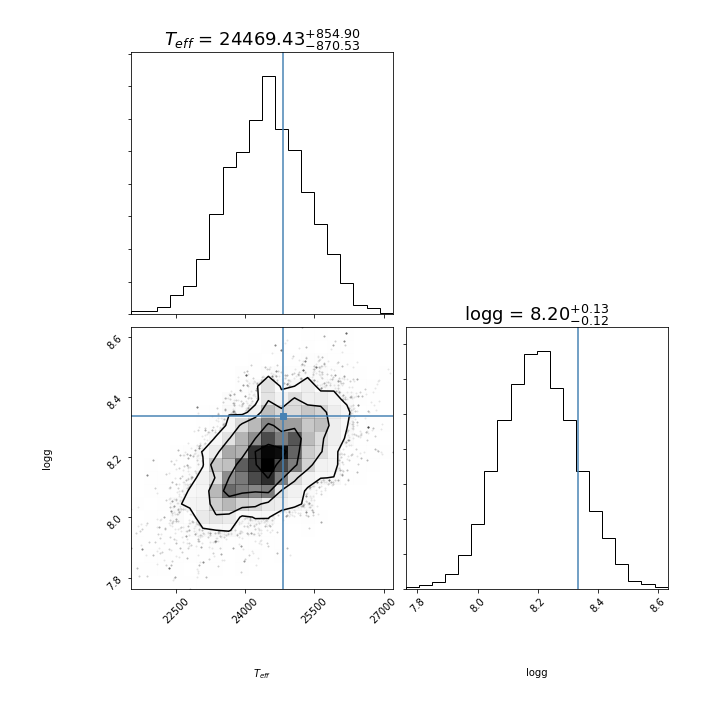 T_eff = 24469.43^{+854.90}_{-870.53}
logg = 8.20^{+0.13}_{-0.12}
8.6
8.4
8.2
8.0
7.8
logg
22500
24000
25500
27000
7.8
8.0
8.2
8.4
8.6
T_eff
logg